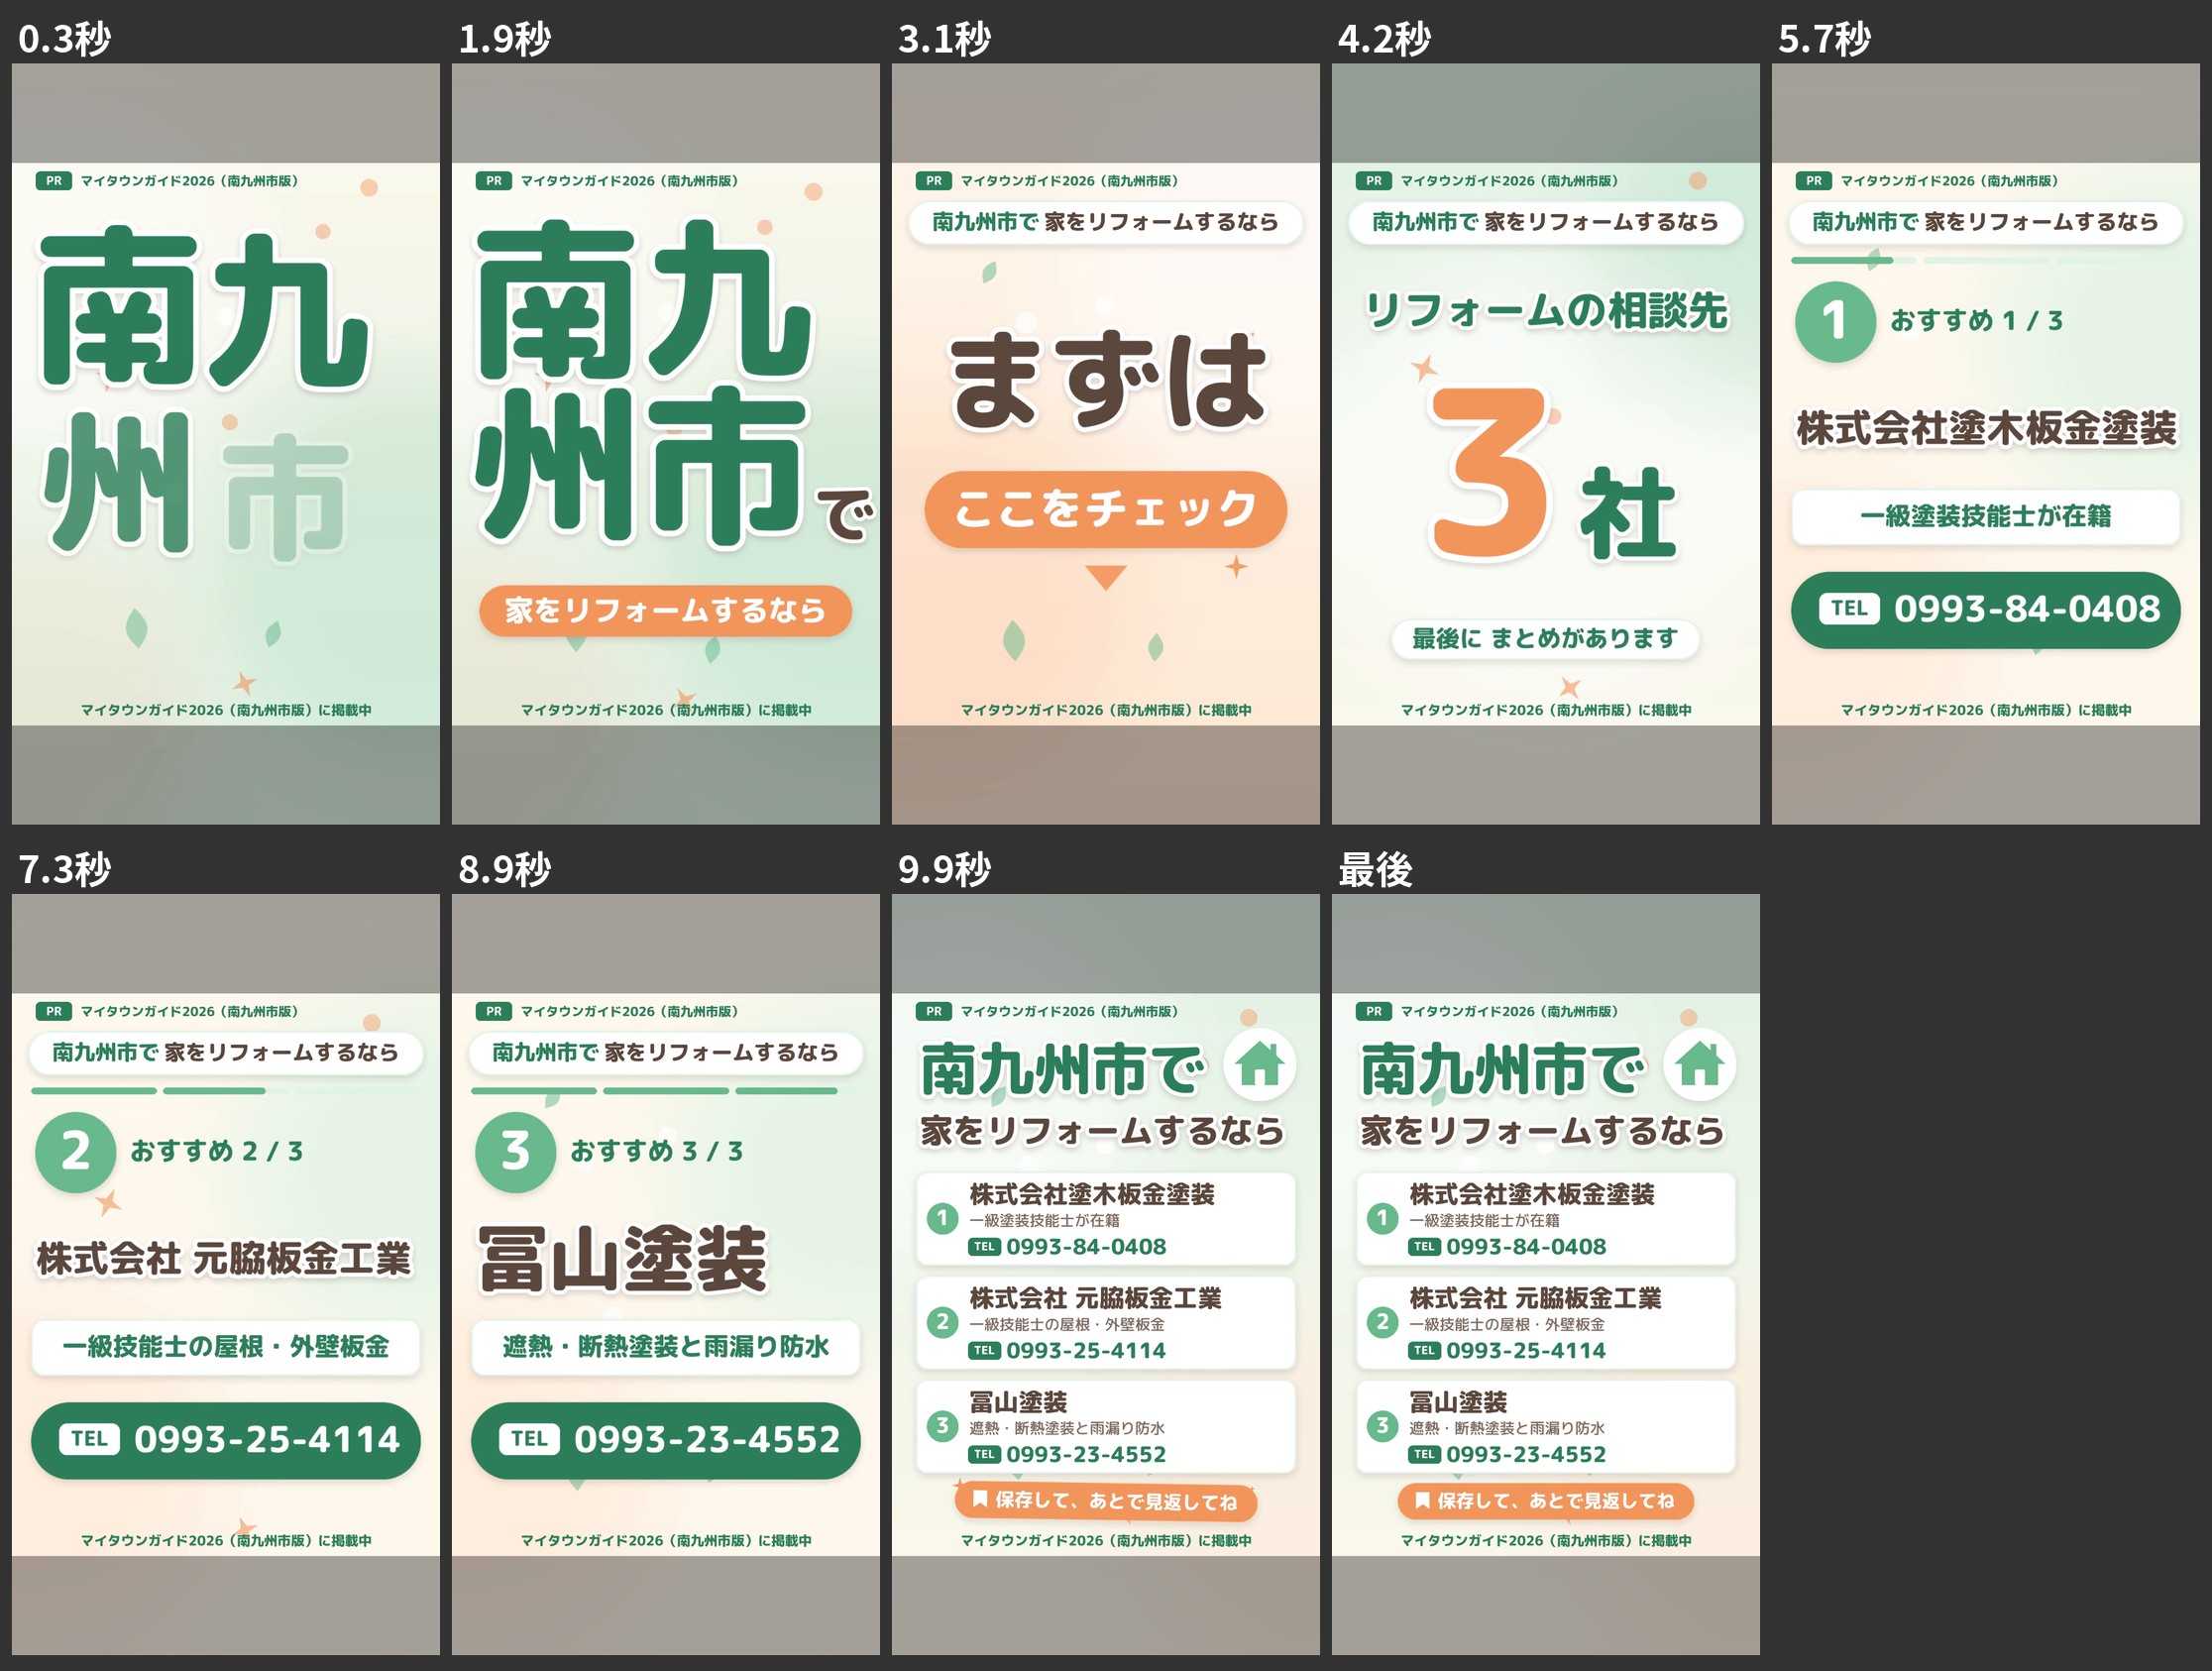 0.3秒
PR マイタウンガイド2026（南九州市版）
南九
州市
マイタウンガイド2026（南九州市版）に掲載中
1.9秒
PR マイタウンガイド2026（南九州市版）
南九
州市で
家をリフォームするなら
マイタウンガイド2026（南九州市版）に掲載中
3.1秒
PR マイタウンガイド2026（南九州市版）
南九州市で 家をリフォームするなら
まずは
ここをチェック
マイタウンガイド2026（南九州市版）に掲載中
4.2秒
PR マイタウンガイド2026（南九州市版）
南九州市で 家をリフォームするなら
リフォームの相談先
3社
最後に まとめがあります
マイタウンガイド2026（南九州市版）に掲載中
5.7秒
PR マイタウンガイド2026（南九州市版）
南九州市で 家をリフォームするなら
1 おすすめ 1 / 3
株式会社塗木板金塗装
一級塗装技能士が在籍
TEL 0993-84-0408
マイタウンガイド2026（南九州市版）に掲載中
7.3秒
PR マイタウンガイド2026（南九州市版）
南九州市で 家をリフォームするなら
2 おすすめ 2 / 3
株式会社 元脇板金工業
一級技能士の屋根・外壁板金
TEL 0993-25-4114
マイタウンガイド2026（南九州市版）に掲載中
8.9秒
PR マイタウンガイド2026（南九州市版）
南九州市で 家をリフォームするなら
3 おすすめ 3 / 3
冨山塗装
遮熱・断熱塗装と雨漏り防水
TEL 0993-23-4552
マイタウンガイド2026（南九州市版）に掲載中
9.9秒
PR マイタウンガイド2026（南九州市版）
南九州市で
家をリフォームするなら
1 株式会社塗木板金塗装
一級塗装技能士が在籍
TEL 0993-84-0408
2 株式会社 元脇板金工業
一級技能士の屋根・外壁板金
TEL 0993-25-4114
3 冨山塗装
遮熱・断熱塗装と雨漏り防水
TEL 0993-23-4552
保存して、あとで見返してね
マイタウンガイド2026（南九州市版）に掲載中
最後
PR マイタウンガイド2026（南九州市版）
南九州市で
家をリフォームするなら
1 株式会社塗木板金塗装
一級塗装技能士が在籍
TEL 0993-84-0408
2 株式会社 元脇板金工業
一級技能士の屋根・外壁板金
TEL 0993-25-4114
3 冨山塗装
遮熱・断熱塗装と雨漏り防水
TEL 0993-23-4552
保存して、あとで見返してね
マイタウンガイド2026（南九州市版）に掲載中